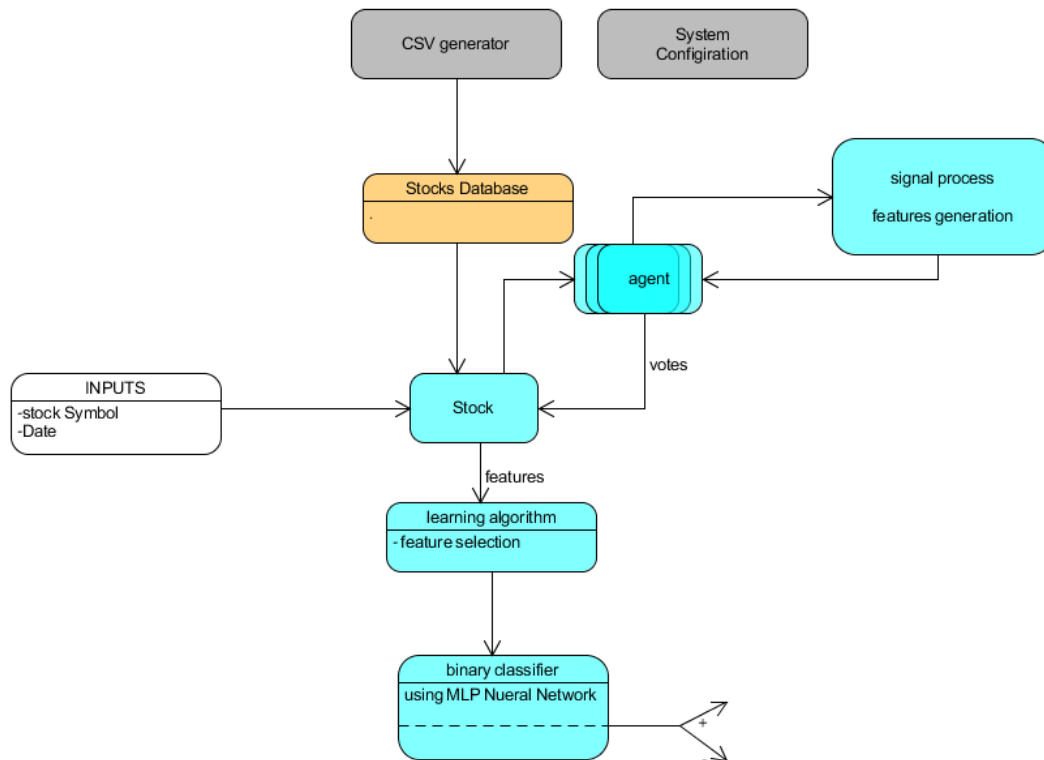 CSV generator
System
Configiration
Stocks Database
.
signal process
features generation
agent
votes
INPUTS
-stock Symbol
-Date
Stock
features
learning algorithm
- feature selection
binary classifier
using MLP Nueral Network
+
-